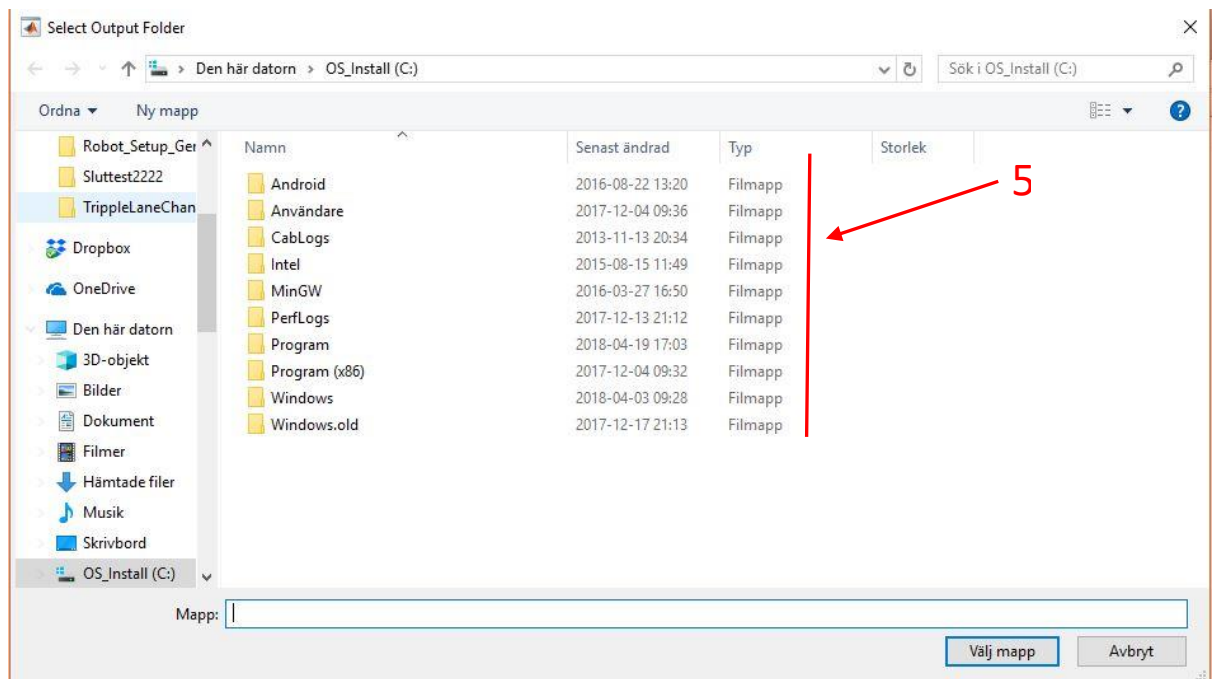 Select Output Folder
Den här datorn > OS_Install (C:)
Sök i OS_Install (C:)
Ordna Ny mapp
?
Robot_Setup_Ger
Sluttest2222
TrippleLaneChan
Dropbox
OneDrive
Den här datorn
3D-objekt
Bilder
Dokument
Filmer
Hämtade filer
Musik
Skrivbord
OS_Install (C:)
Namn Senast ändrad Typ Storlek
Android 2016-08-22 13:20 Filmapp
Användare 2017-12-04 09:36 Filmapp
CabLogs 2013-11-13 20:34 Filmapp
Intel 2015-08-15 11:49 Filmapp
MinGW 2016-03-27 16:50 Filmapp
PerfLogs 2017-12-13 21:12 Filmapp
Program 2018-04-19 17:03 Filmapp
Program (x86) 2017-12-04 09:32 Filmapp
Windows 2018-04-03 09:28 Filmapp
Windows.old 2017-12-17 21:13 Filmapp
5
Mapp:
Välj mapp Avbryt